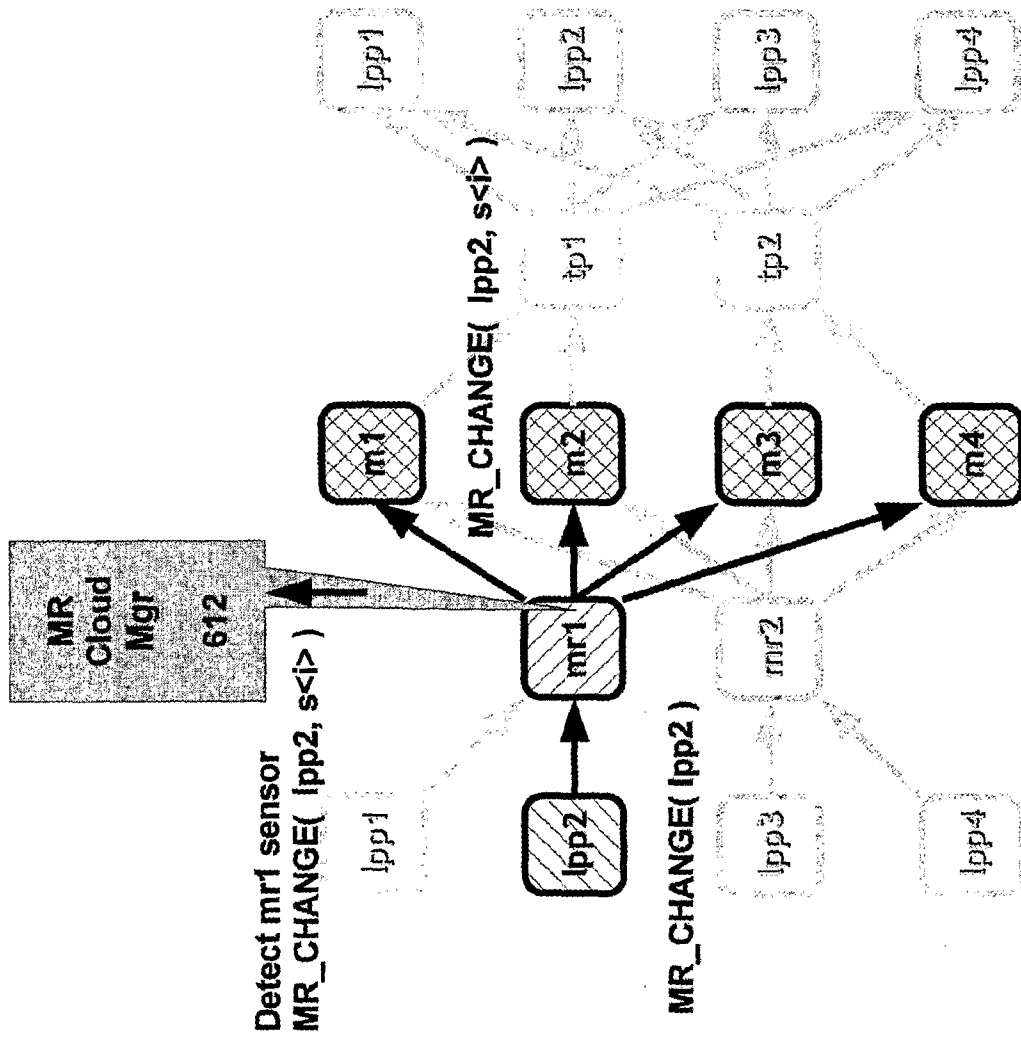 MR
Cloud
Mgr
612
Detect mr1 sensor
MR_CHANGE( lpp2, s<i> )
lpp1
m1
lpp1
MR_CHANGE( lpp2, s<i> )
lpp2
mr1
m2
tp1
lpp2
MR_CHANGE( lpp2 )
lpp3
mr2
m3
tp2
lpp3
lpp4
m4
lpp4